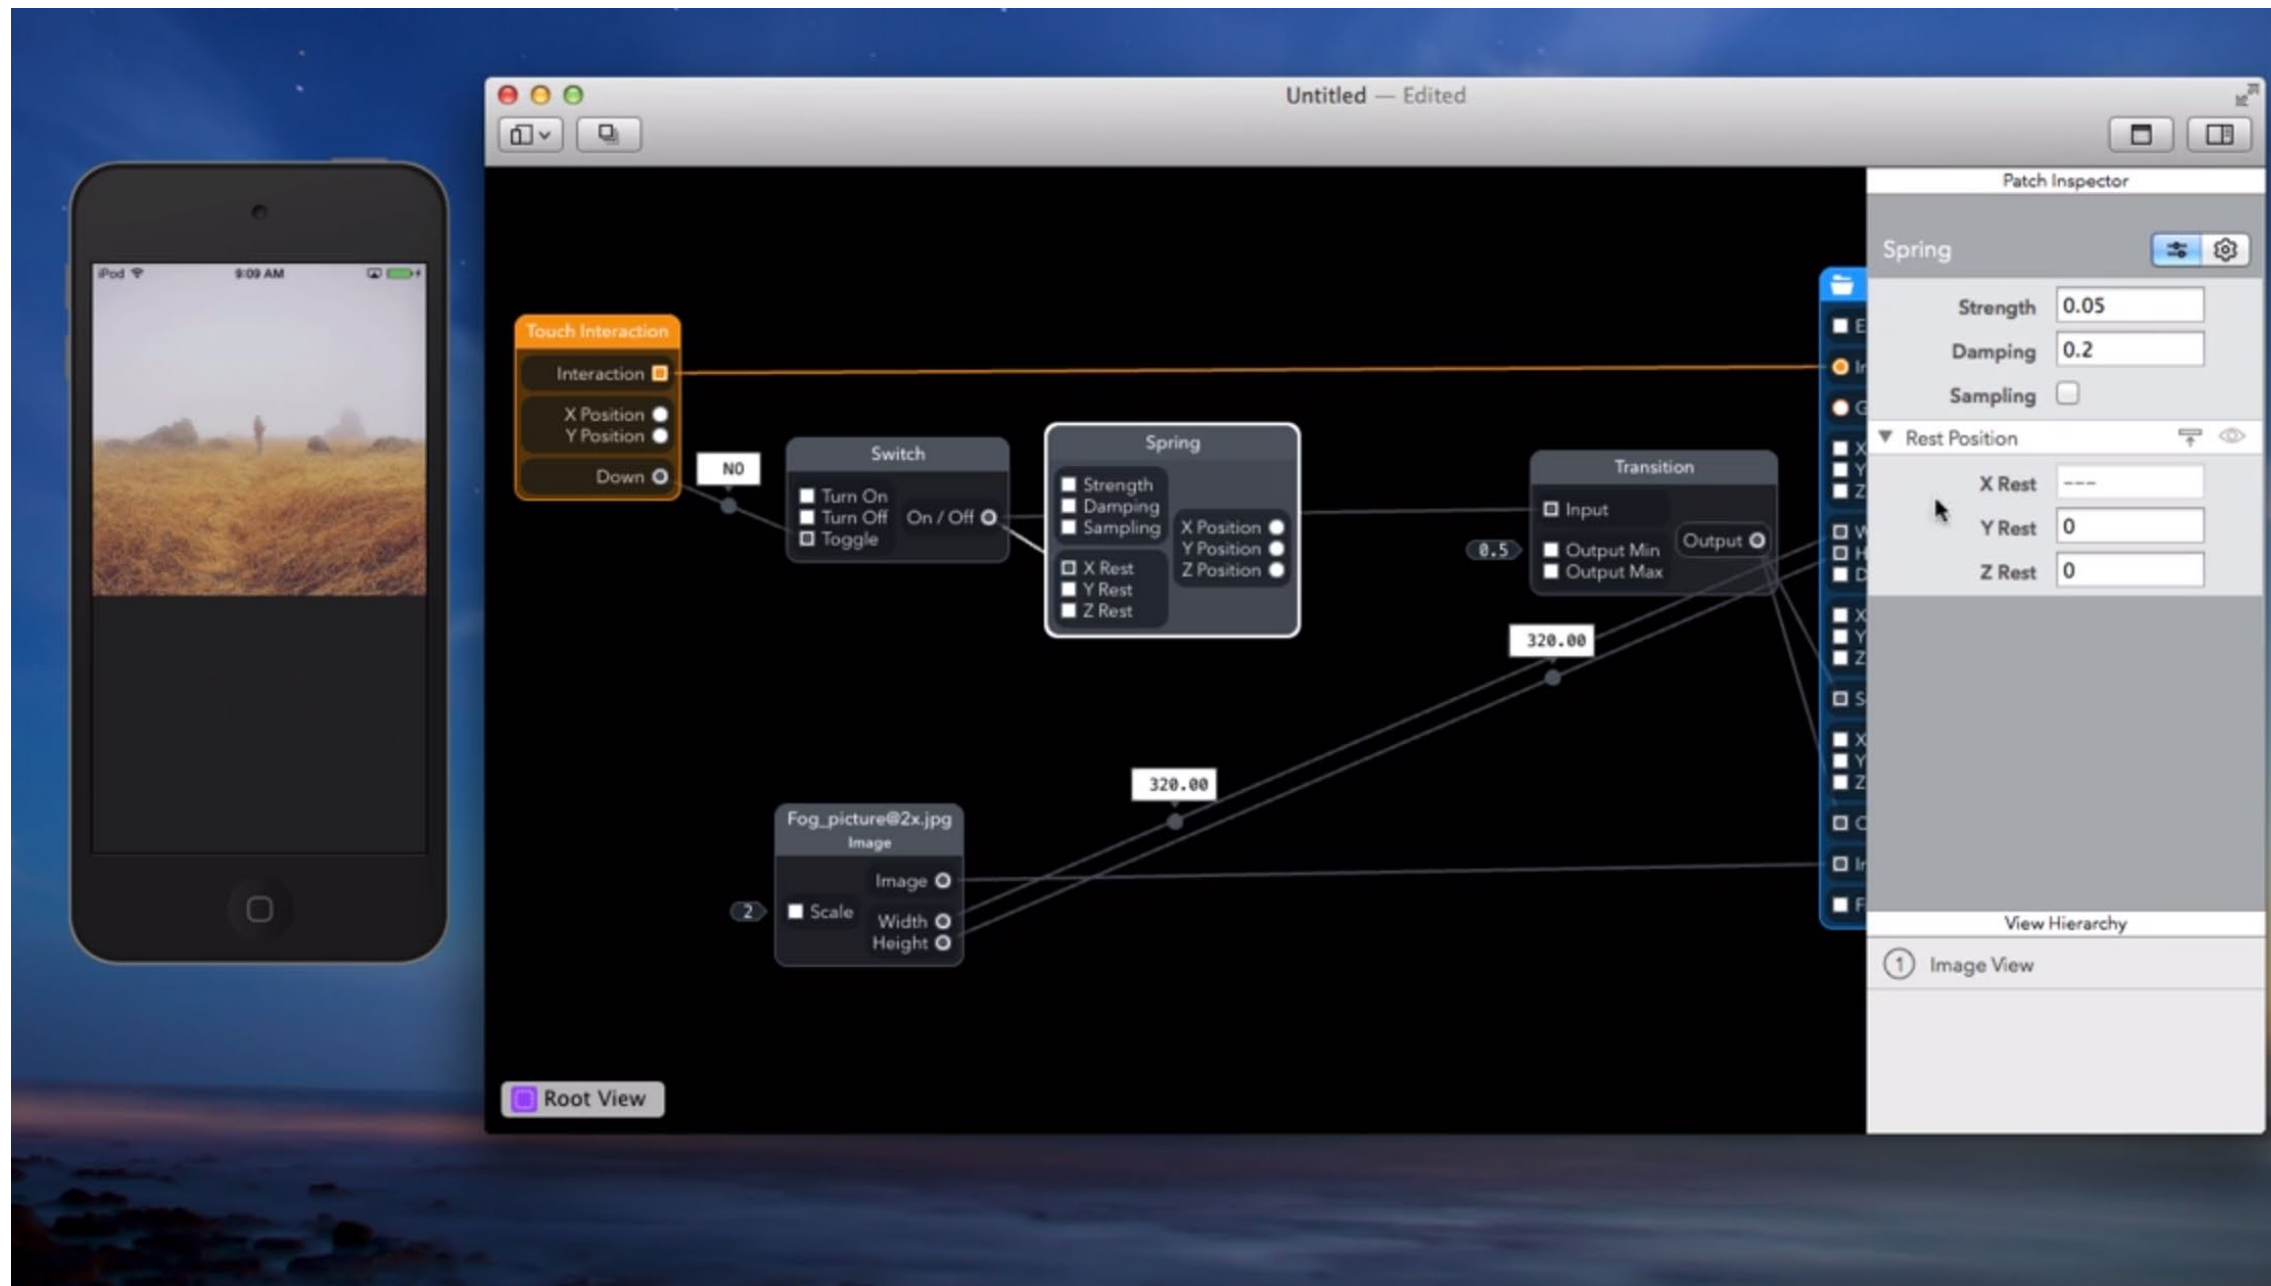 Untitled — Edited
iPod 9:09 AM
Touch Interaction
Interaction
X Position
Y Position
Down
NO
Switch
Turn On
Turn Off
Toggle
On / Off
Spring
Strength
Damping
Sampling
X Rest
Y Rest
Z Rest
X Position
Y Position
Z Position
Transition
Input
0.5
Output Min
Output Max
Output
320.00
320.00
Fog_picture@2x.jpg
Image
Image
2
Scale
Width
Height
E
G
X
Y
Z
W
H
D
X
Y
Z
S
X
Y
Z
F
Root View
Patch Inspector
Spring
Strength 0.05
Damping 0.2
Sampling
Rest Position
X Rest ---
Y Rest 0
Z Rest 0
View Hierarchy
1 Image View